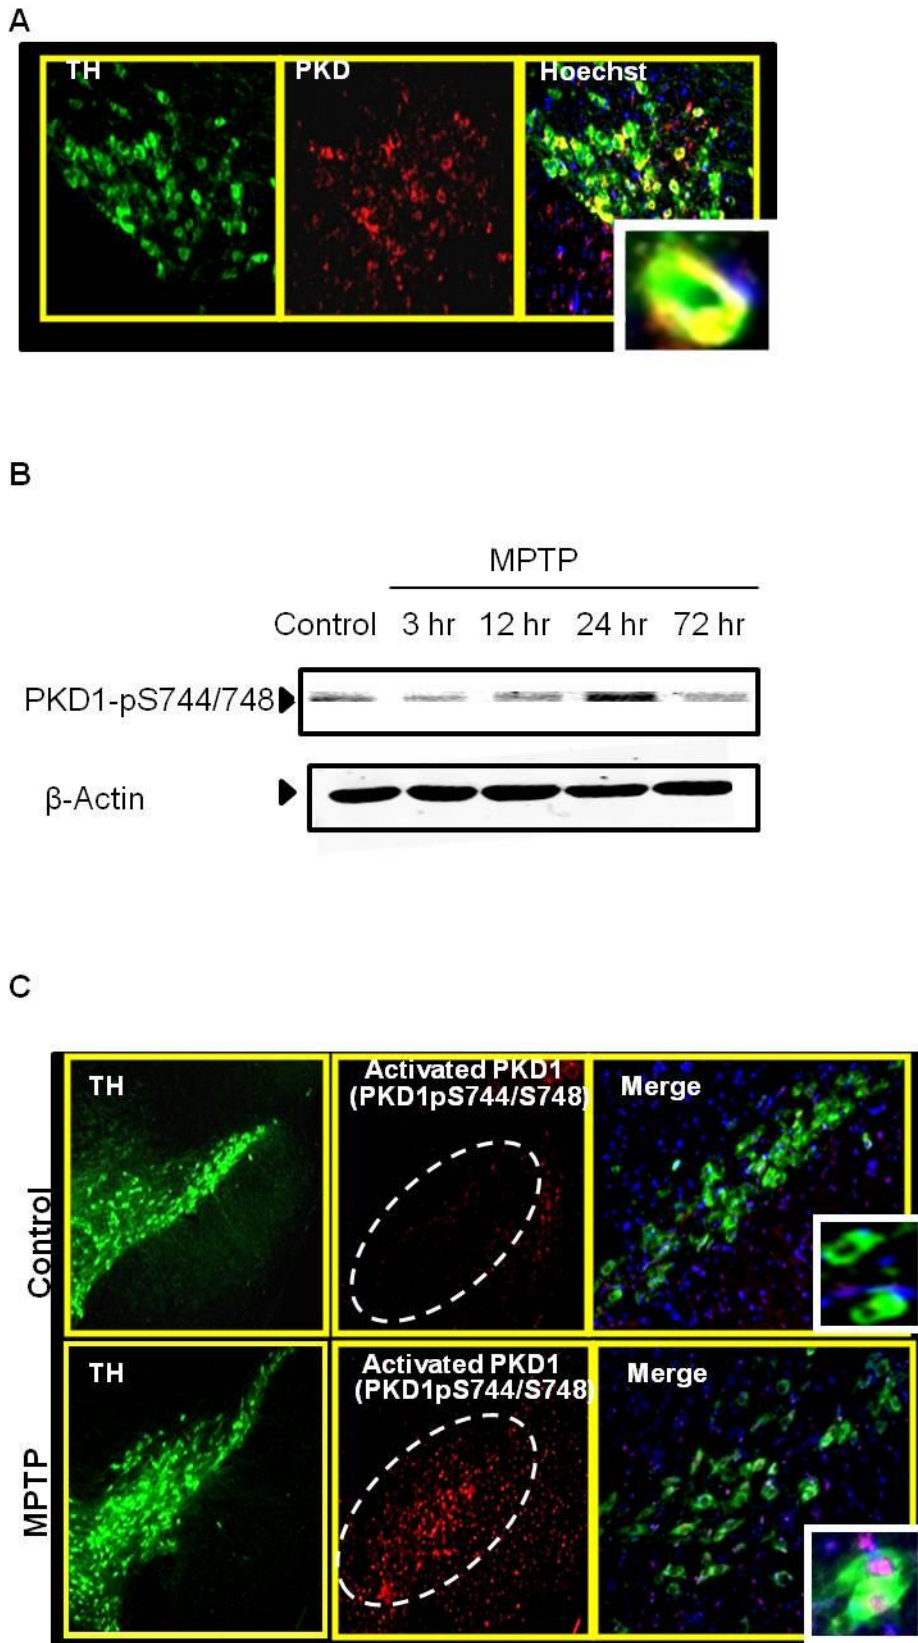 A
TH PKD Hoechst
B
MPTP
Control 3 hr 12 hr 24 hr 72 hr
PKD1-pS744/748
β-Actin
C
Control
TH
Activated PKD1
(PKD1pS744/S748)
Merge
MPTP
TH
Activated PKD1
(PKD1pS744/S748)
Merge